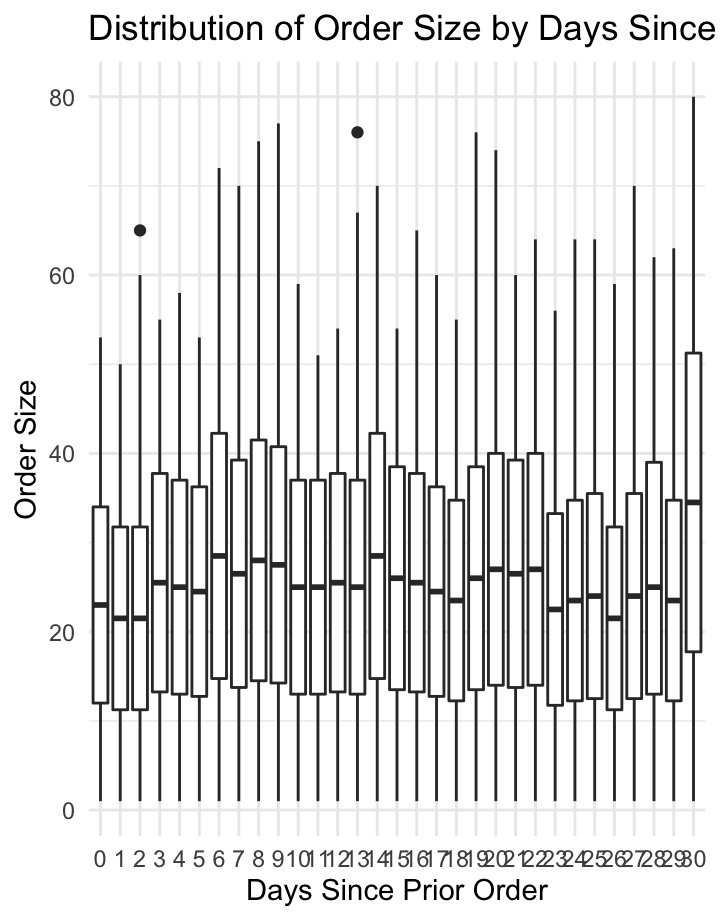 Distribution of Order Size by Days Since
80
60
40
20
0
Order Size
0 1 2 3 4 5 6 7 8 9 10 11 12 13 14 15 16 17 18 19 20 21 22 23 24 25 26 27 28 29 30
Days Since Prior Order